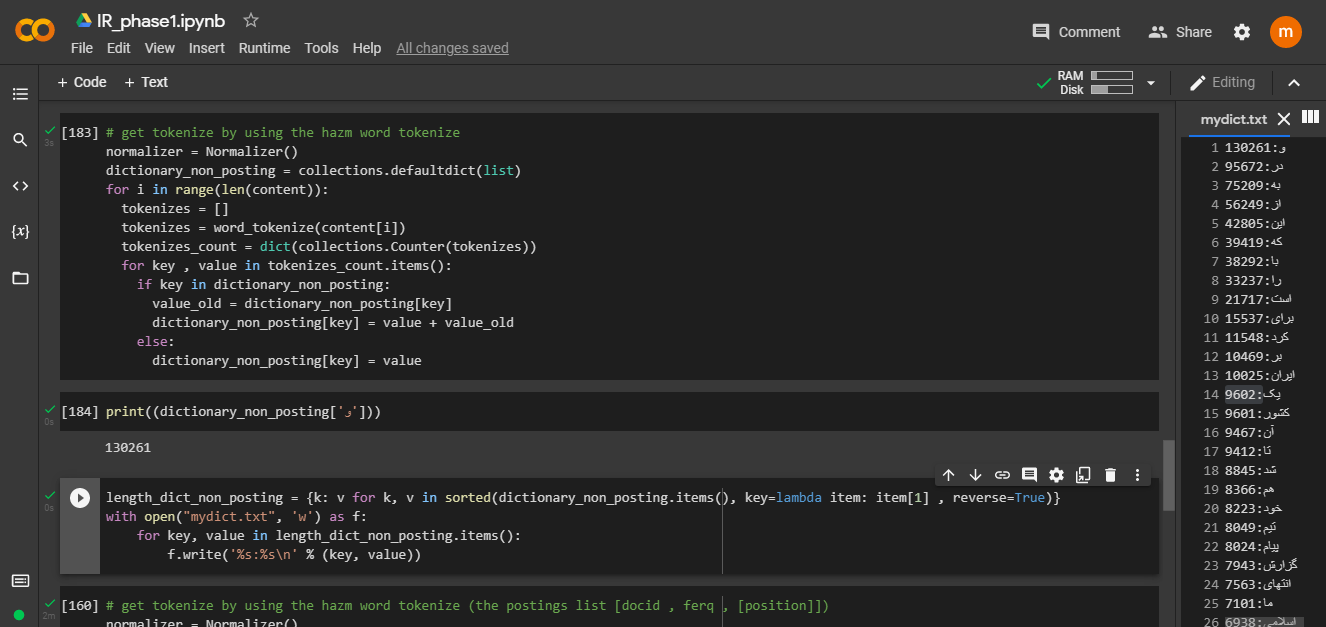 IR_phase1.ipynb
File Edit View Insert Runtime Tools Help All changes saved
Comment Share m
+ Code + Text
RAM
Disk
Editing
[183] # get tokenize by using the hazm word tokenize
3s
normalizer = Normalizer()
dictionary_non_posting = collections.defaultdict(list)
for i in range(len(content)):
tokenizes = []
tokenizes = word_tokenize(content[i])
tokenizes_count = dict(collections.Counter(tokenizes))
for key , value in tokenizes_count.items():
if key in dictionary_non_posting:
value_old = dictionary_non_posting[key]
dictionary_non_posting[key] = value + value_old
else:
dictionary_non_posting[key] = value
[184] print((dictionary_non_posting['و']))
0s
130261
length_dict_non_posting = {k: v for k, v in sorted(dictionary_non_posting.items(), key=lambda item: item[1] , reverse=True)}
0s
with open("mydict.txt", 'w') as f:
for key, value in length_dict_non_posting.items():
f.write('%s:%s\n' % (key, value))
[160] # get tokenize by using the hazm word tokenize (the postings list [docid , ferq , [position]])
2m
normalizer = Normalizer()
mydict.txt
1 و:130261
2 در:95672
3 به:75209
4 از:56249
5 این:42805
6 که:39419
7 با:38292
8 را:33237
9 است:21717
10 برای:15537
11 کرد:11548
12 بر:10469
13 ایران:10025
14 یک:9602
15 کشور:9601
16 آن:9467
17 تا:9412
18 شد:8845
19 هم:8366
20 خود:8223
21 تیم:8049
22 پیام:8024
23 گزارش:7943
24 انتهای:7563
25 ما:7101
26 اسلامی:6938